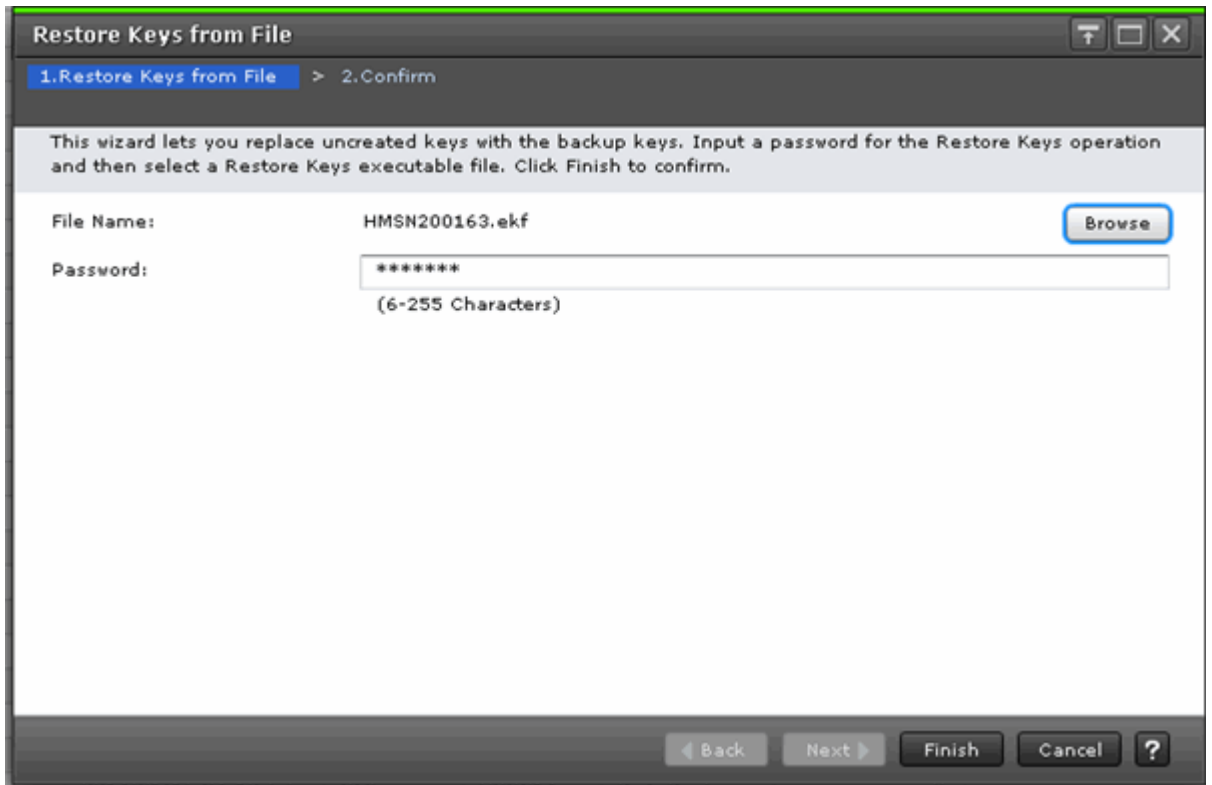 Restore Keys from File
1.Restore Keys from File > 2.Confirm
This wizard lets you replace uncreated keys with the backup keys. Input a password for the Restore Keys operation
and then select a Restore Keys executable file. Click Finish to confirm.
File Name: HMSN200163.ekf Browse
Password: *******
(6-255 Characters)
Back Next Finish Cancel ?